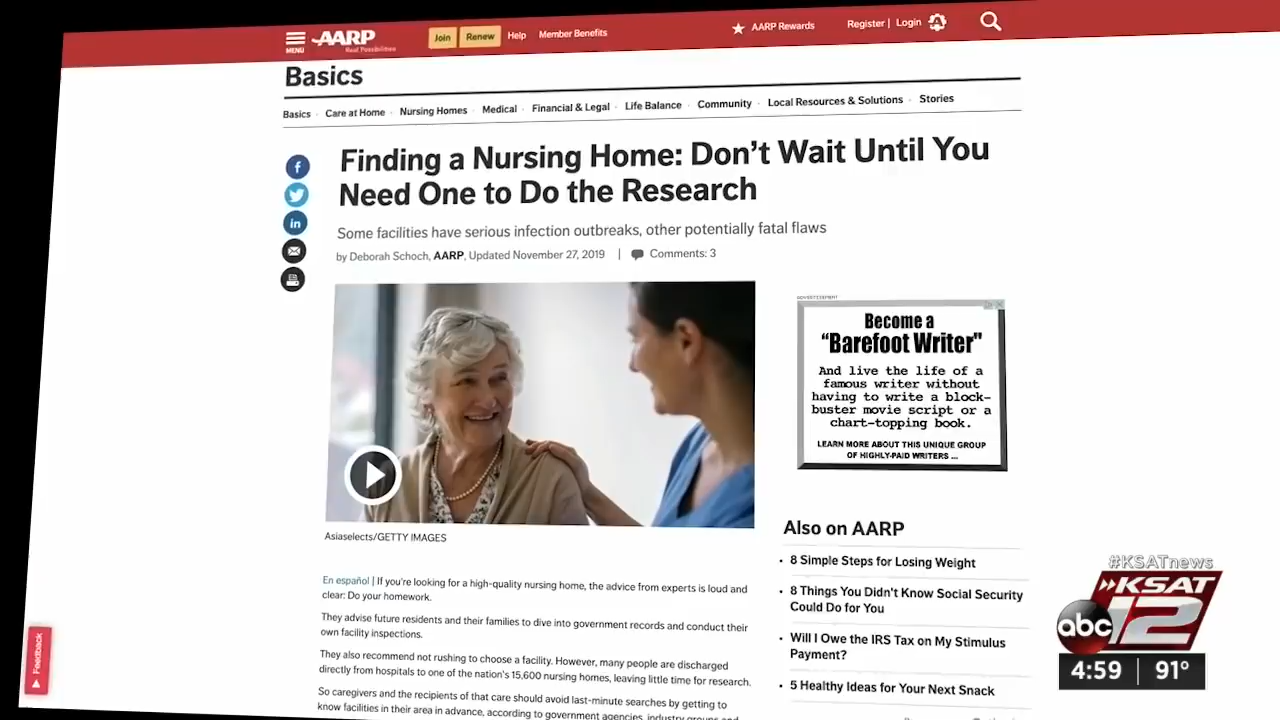 MENU
AARP
Real Possibilities
Join
Renew
Help
Member Benefits
AARP Rewards
Register | Login
Basics
Basics
Care at Home
Nursing Homes
Medical
Financial & Legal
Life Balance
Community
Local Resources & Solutions
Stories
Finding a Nursing Home: Don't Wait Until You
Need One to Do the Research
Some facilities have serious infection outbreaks, other potentially fatal flaws
by Deborah Schoch, AARP, Updated November 27, 2019 | Comments: 3
Asiaselects/GETTY IMAGES
En español | If you're looking for a high-quality nursing home, the advice from experts is loud and
clear: Do your homework.
They advise future residents and their families to dive into government records and conduct their
own facility inspections.
They also recommend not rushing to choose a facility. However, many people are discharged
directly from hospitals to one of the nation's 15,600 nursing homes, leaving little time for research.
So caregivers and the recipients of that care should avoid last-minute searches by getting to
know facilities in their area in advance, according to government agencies, industry groups and
ADVERTISEMENT
Become a
"Barefoot Writer"
And live the life of a
famous writer without
having to write a block-
buster movie script or a
chart-topping book.
LEARN MORE ABOUT THIS UNIQUE GROUP
OF HIGHLY-PAID WRITERS ...
Also on AARP
8 Simple Steps for Losing Weight
8 Things You Didn't Know Social Security
Could Do for You
Will I Owe the IRS Tax on My Stimulus
Payment?
5 Healthy Ideas for Your Next Snack
Feedback
#KSATnews
KSAT
abc 12
4:59 | 91°